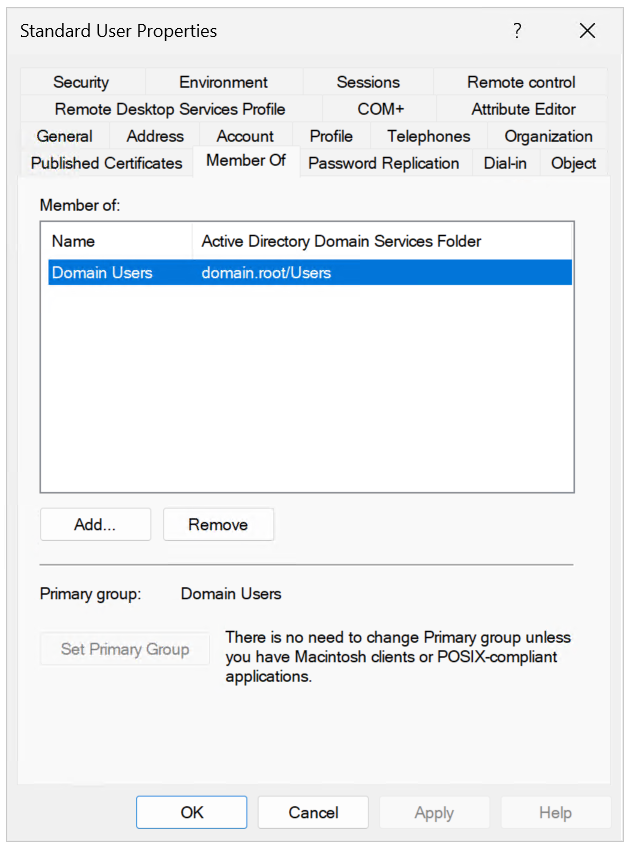 Standard User Properties ?
Security Environment Sessions Remote control
Remote Desktop Services Profile COM+ Attribute Editor
General Address Account Profile Telephones Organization
Published Certificates Member Of Password Replication Dial-in Object
Member of:
Name Active Directory Domain Services Folder
Domain Users domain.root/Users
Add... Remove
Primary group: Domain Users
Set Primary Group
There is no need to change Primary group unless
you have Macintosh clients or POSIX-compliant
applications.
OK Cancel Apply Help